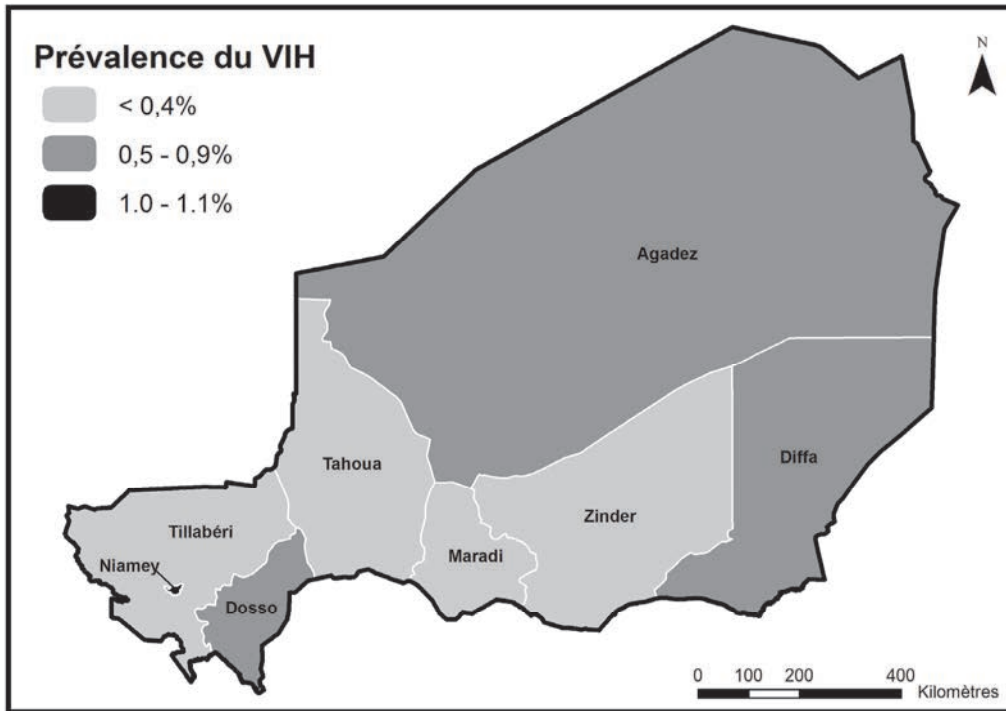 Prévalence du VIH
< 0,4%
0,5 - 0,9%
1.0 - 1.1%
N
Agadez
Tahoua
Diffa
Zinder
Tillabéri
Maradi
Niamey
Dosso
0 100 200 400 Kilomètres